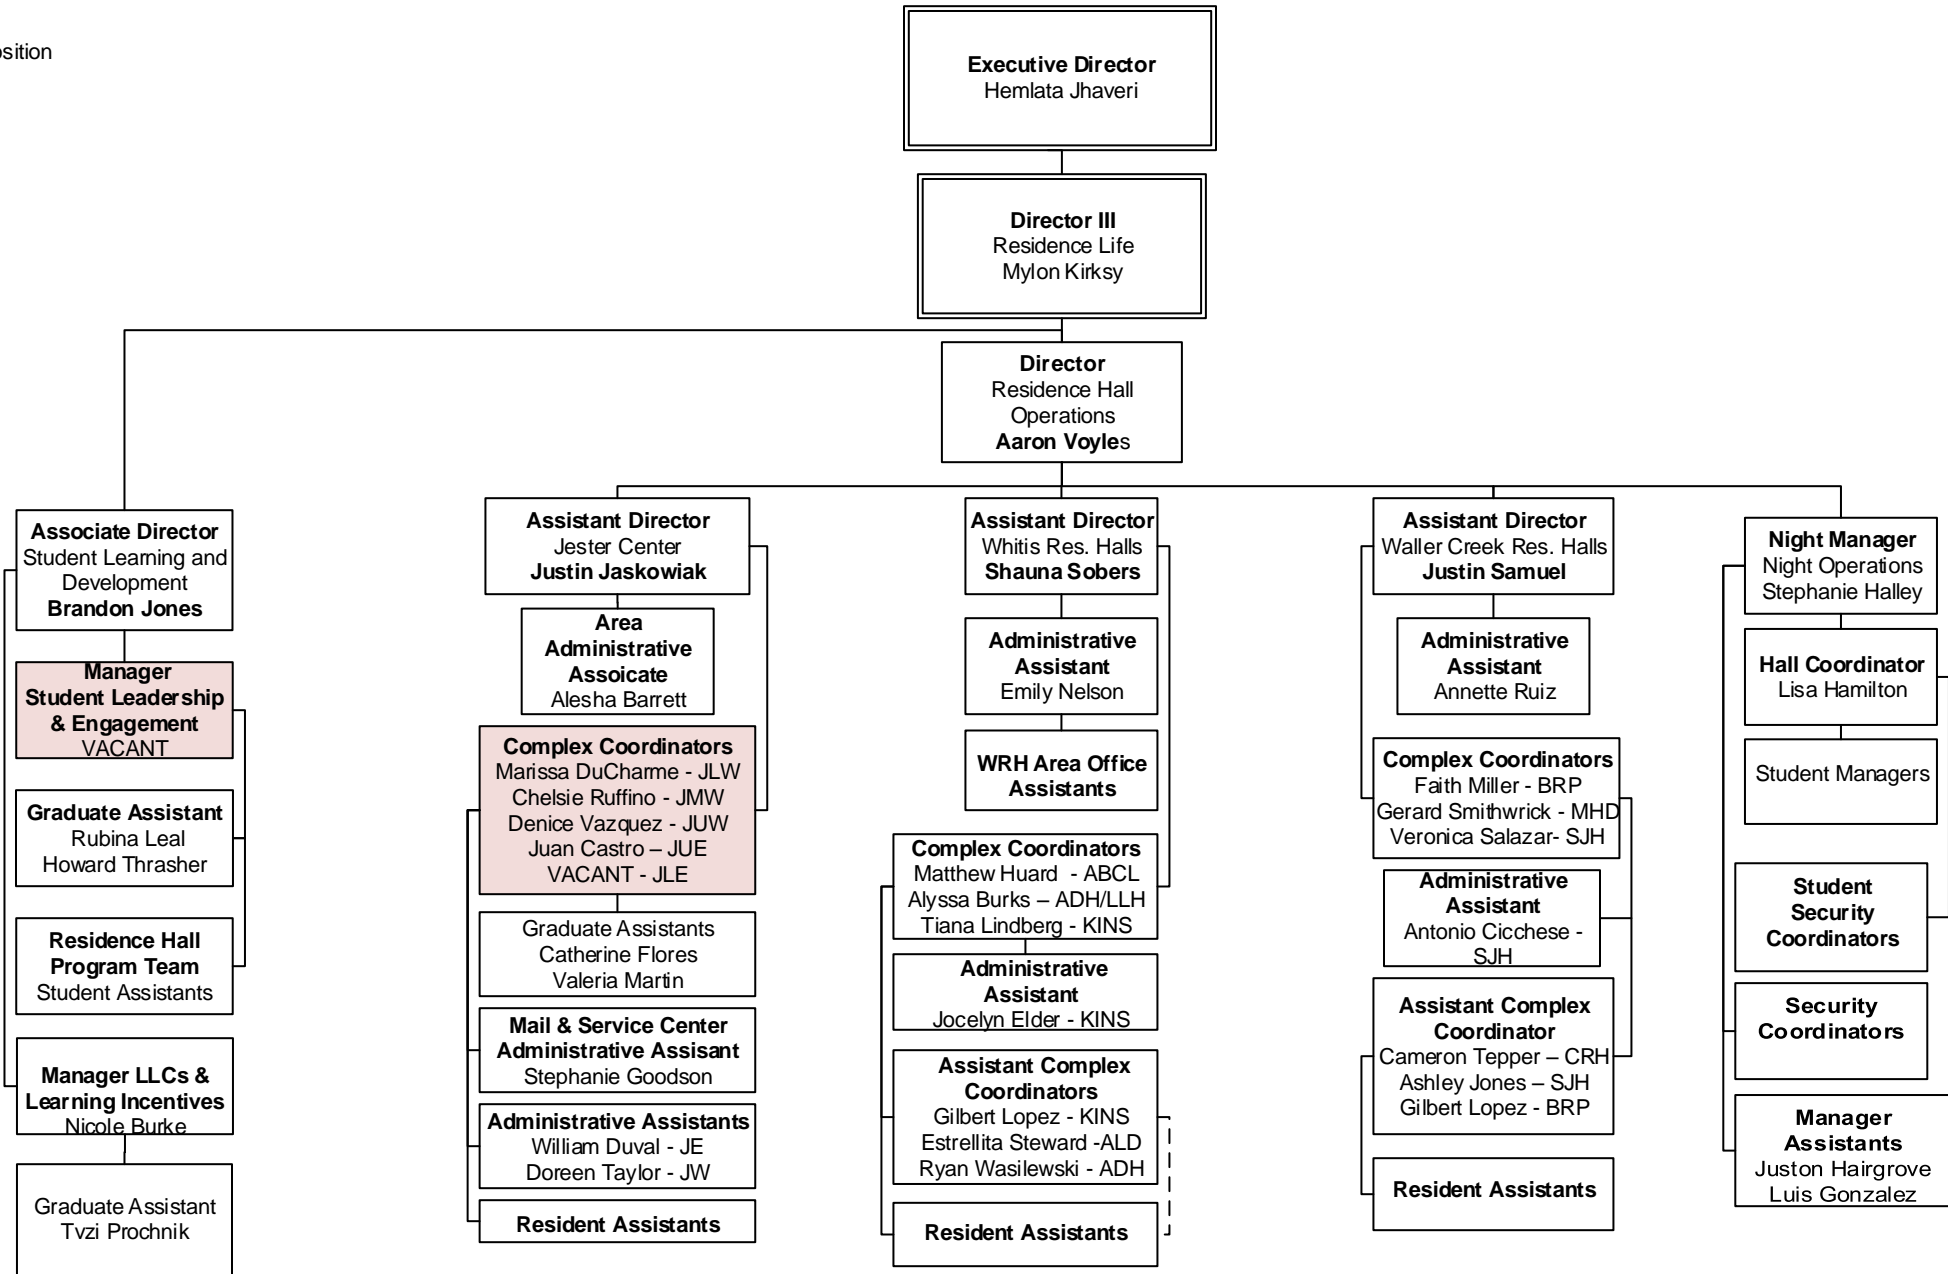 osition
Executive Director
Hemlata Jhaveri
Director III
Residence Life
Mylon Kirksy
Director
Residence Hall
Operations
Aaron Voyles
Associate Director
Student Learning and
Development
Brandon Jones
Manager
Student Leadership
& Engagement
VACANT
Graduate Assistant
Rubina Leal
Howard Thrasher
Residence Hall
Program Team
Student Assistants
Manager LLCs &
Learning Incentives
Nicole Burke
Graduate Assistant
Tvzi Prochnik
Assistant Director
Jester Center
Justin Jaskowiak
Area
Administrative
Assoicate
Alesha Barrett
Complex Coordinators
Marissa DuCharme - JLW
Chelsie Ruffino - JMW
Denice Vazquez - JUW
Juan Castro – JUE
VACANT - JLE
Graduate Assistants
Catherine Flores
Valeria Martin
Mail & Service Center
Administrative Assisant
Stephanie Goodson
Administrative Assistants
William Duval - JE
Doreen Taylor - JW
Resident Assistants
Assistant Director
Whitis Res. Halls
Shauna Sobers
Administrative
Assistant
Emily Nelson
WRH Area Office
Assistants
Complex Coordinators
Matthew Huard - ABCL
Alyssa Burks – ADH/LLH
Tiana Lindberg - KINS
Administrative
Assistant
Jocelyn Elder - KINS
Assistant Complex
Coordinators
Gilbert Lopez - KINS
Estrellita Steward -ALD
Ryan Wasilewski - ADH
Resident Assistants
Assistant Director
Waller Creek Res. Halls
Justin Samuel
Administrative
Assistant
Annette Ruiz
Complex Coordinators
Faith Miller - BRP
Gerard Smithwrick - MHD
Veronica Salazar- SJH
Administrative
Assistant
Antonio Cicchese -
SJH
Assistant Complex
Coordinator
Cameron Tepper – CRH
Ashley Jones – SJH
Gilbert Lopez - BRP
Resident Assistants
Night Manager
Night Operations
Stephanie Halley
Hall Coordinator
Lisa Hamilton
Student Managers
Student
Security
Coordinators
Security
Coordinators
Manager
Assistants
Juston Hairgrove
Luis Gonzalez